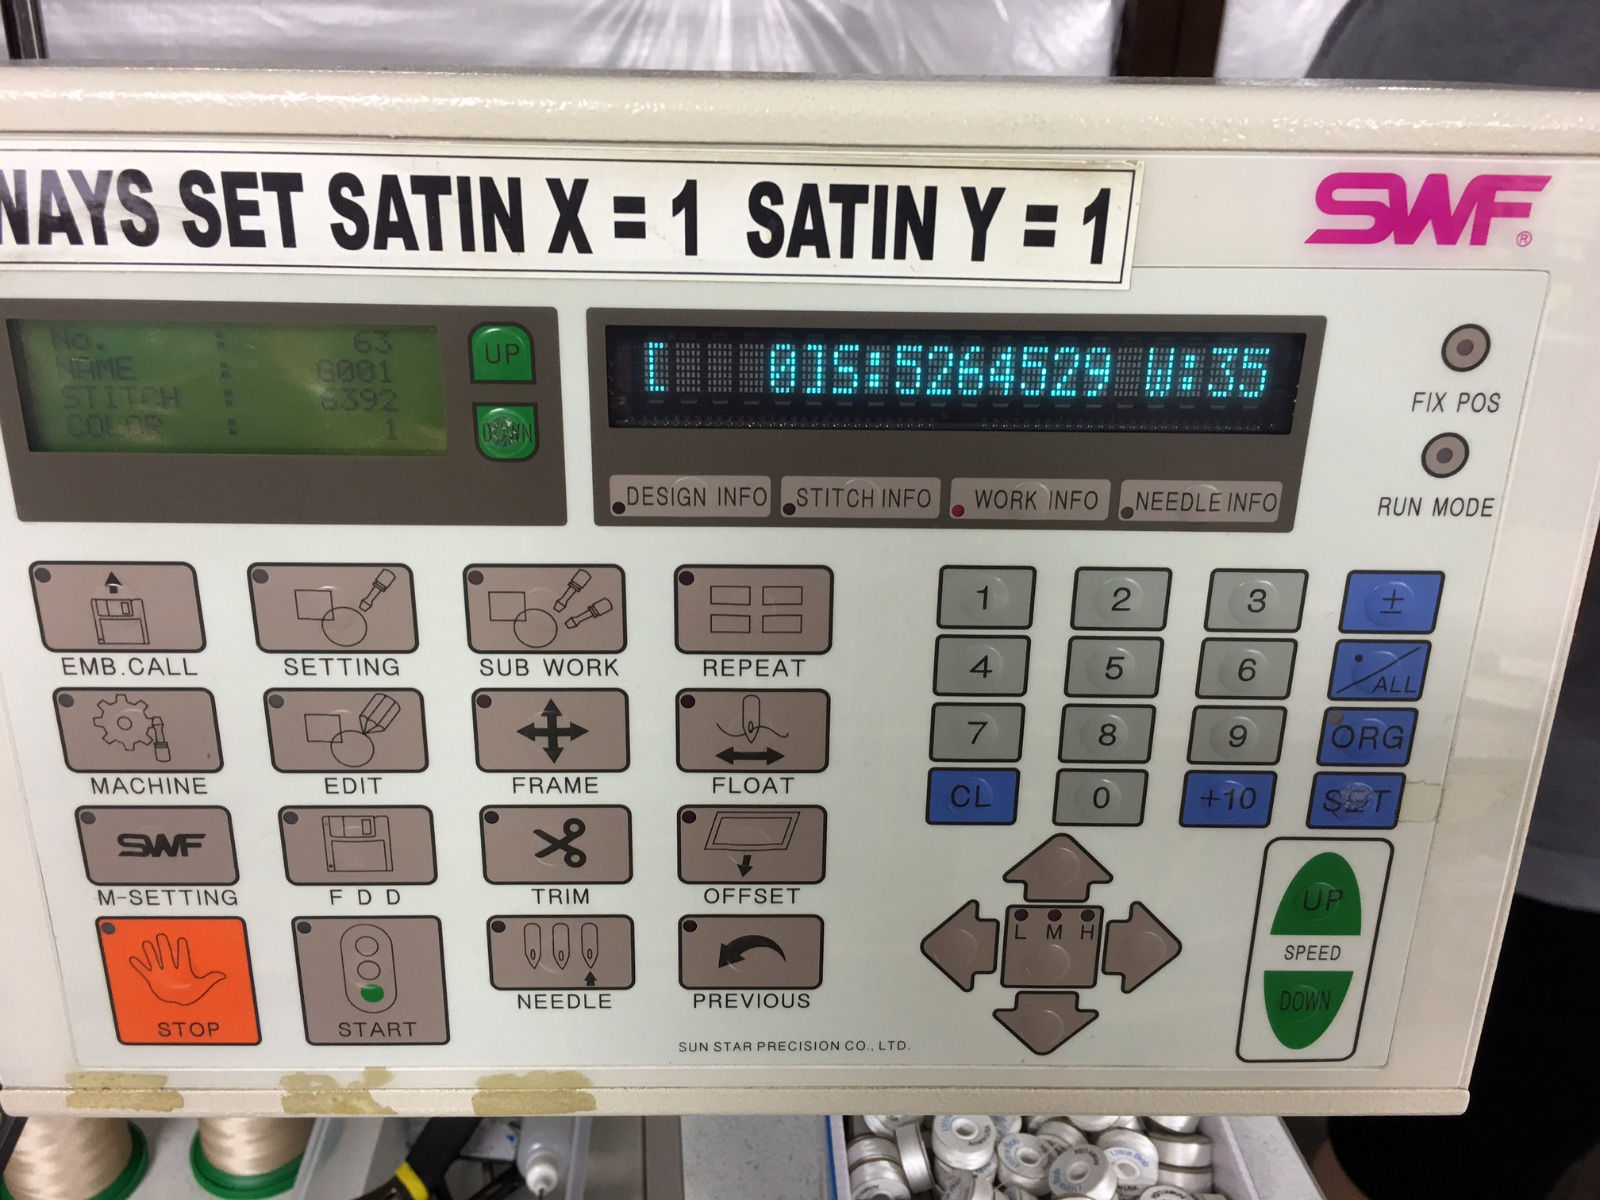 WAYS SET SATIN X = 1 SATIN Y = 1
SWF®
No. : 63
NAME : G001
STITCH : 6392
COLOR : 1
UP
DOWN
[ 015:5264529 W:35
DESIGN INFO
STITCH INFO
WORK INFO
NEEDLE INFO
FIX POS
RUN MODE
EMB.CALL
SETTING
SUB WORK
REPEAT
MACHINE
EDIT
FRAME
FLOAT
SWF
M-SETTING
F D D
TRIM
OFFSET
STOP
START
NEEDLE
PREVIOUS
1 2 3 ±
4 5 6 ./ALL
7 8 9 ORG
CL 0 +10 SET
L M H
UP
SPEED
DOWN
SUN STAR PRECISION CO., LTD.